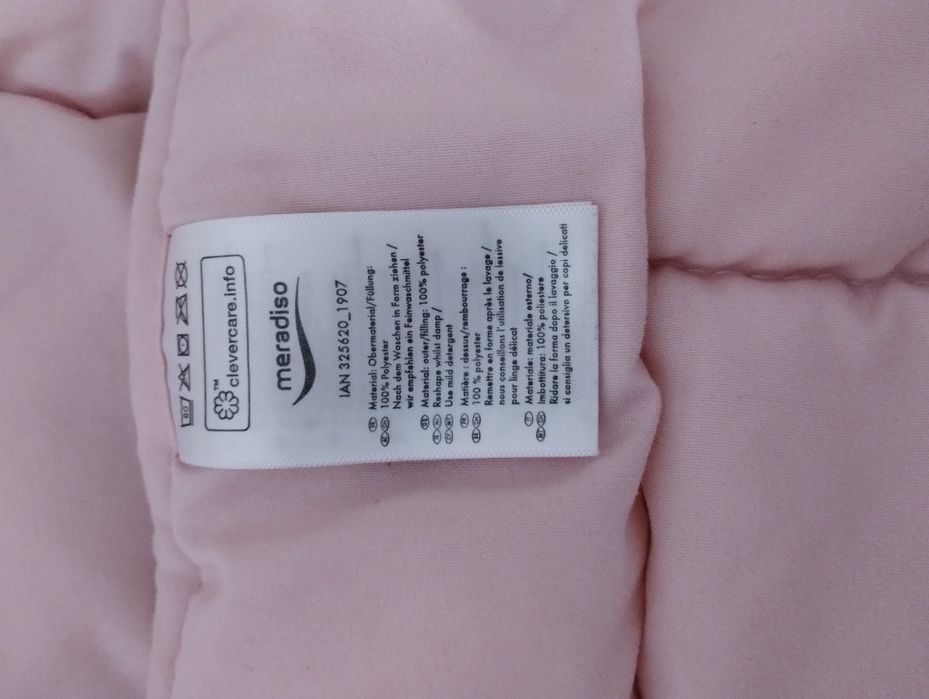 60
clevercare.info™
meradiso
IAN 325620_1907
Material: Obermaterial/Füllung:
100% Polyester
Nach dem Waschen in Form ziehen /
wir empfehlen ein Feinwaschmittel
Material: outer/filling: 100% polyester
Reshape whilst damp /
Use mild detergent
Matière : dessus/rembourrage :
100 % polyester
Remettre en forme après le lavage /
nous conseillons l'utilisation de lessive
pour linge délicat
Materiale: materiale esterno/
Imbottitura: 100% poliestere
Ridare la forma dopo il lavaggio /
si consiglia un detersivo per capi delicati